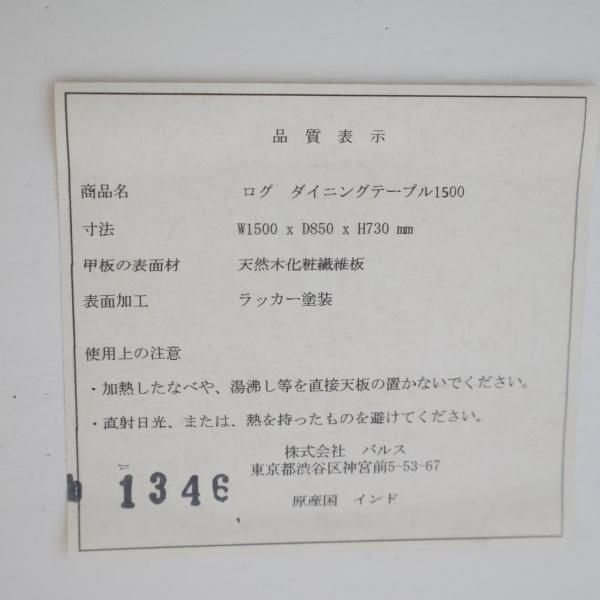 品 質 表 示
商品名 ログ ダイニングテーブル1500
寸法 W1500 x D850 x H730 mm
甲板の表面材 天然木化粧繊維板
表面加工 ラッカー塗装
使用上の注意
・加熱したなべや、湯沸し等を直接天板の置かないでください。
・直射日光、または、熱を持ったものを避けてください。
株式会社 バルス
東京都渋谷区神宮前5-53-67
原産国 インド
1346